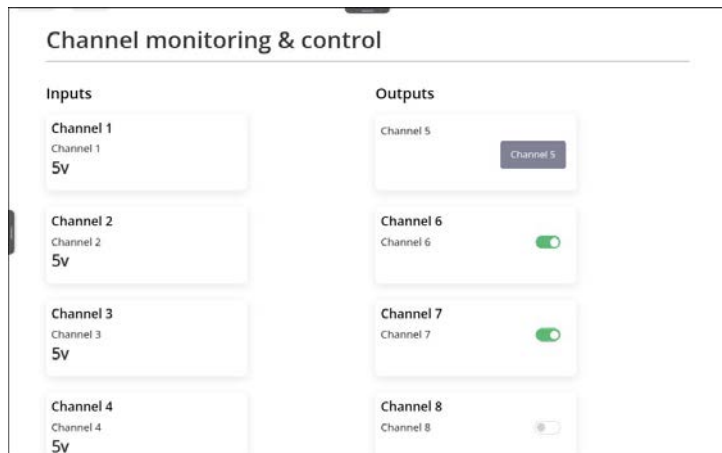 Channel monitoring & control
Inputs
Channel 1
Channel 1
5v
Channel 2
Channel 2
5v
Channel 3
Channel 3
5v
Channel 4
Channel 4
5v
Outputs
Channel 5
Channel 5
Channel 6
Channel 6
Channel 7
Channel 7
Channel 8
Channel 8